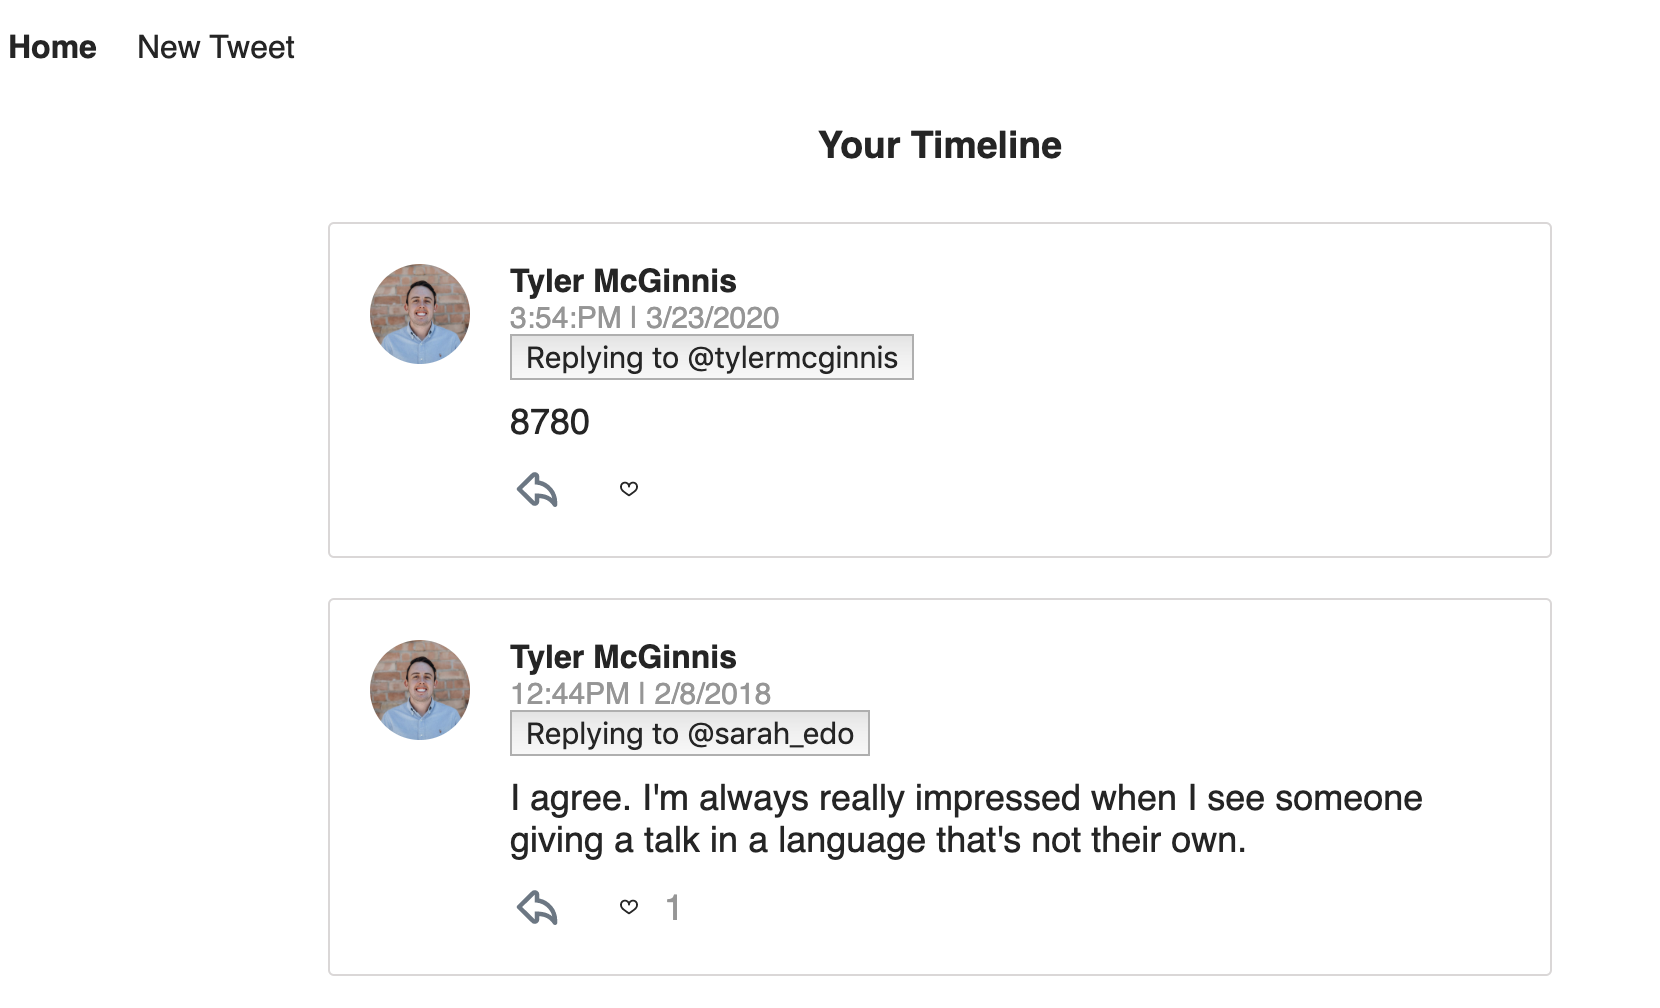 Home New Tweet
Your Timeline
Tyler McGinnis
3:54:PM | 3/23/2020
Replying to @tylermcginnis
8780
Tyler McGinnis
12:44PM | 2/8/2018
Replying to @sarah_edo
I agree. I'm always really impressed when I see someone
giving a talk in a language that's not their own.
1